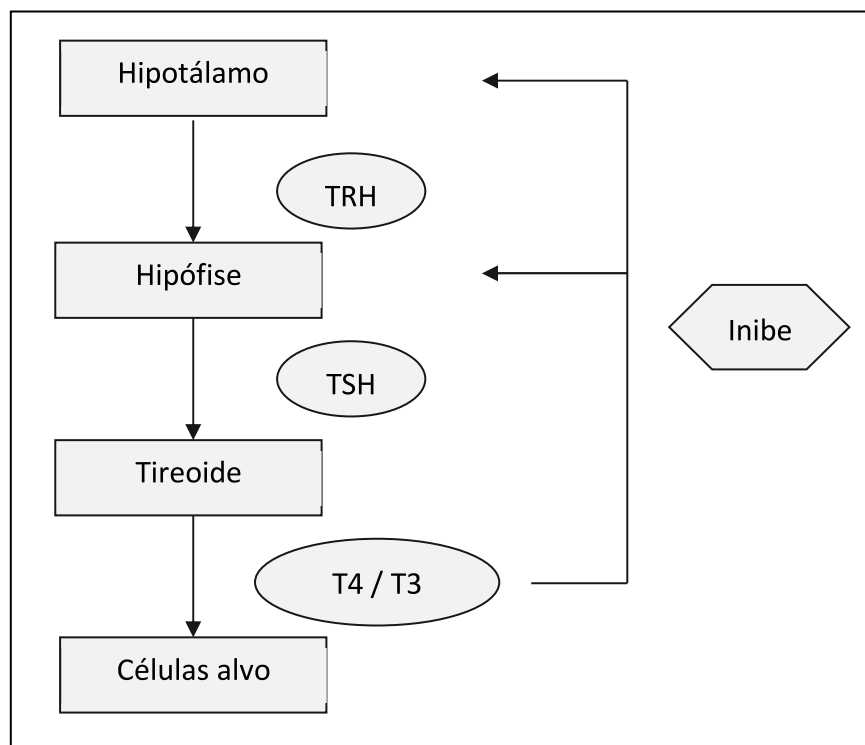 Hipotálamo
TRH
Hipófise
Inibe
TSH
Tireoide
T4 / T3
Células alvo